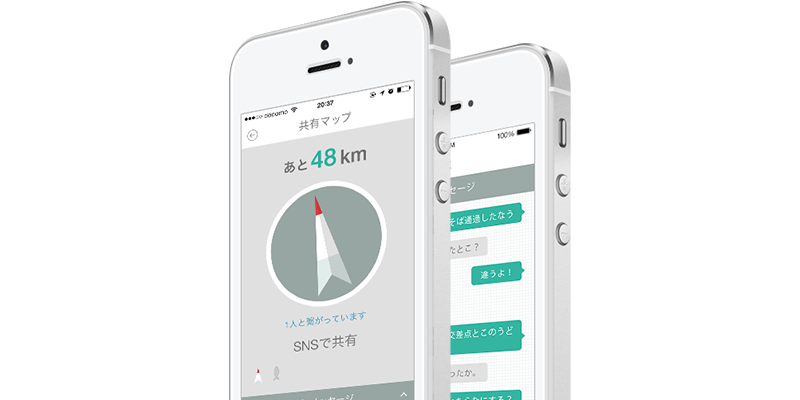 docomo
20:37
共有マップ
あと48km
1人と繋がっています
SNSで共有
100%
セージ
そば通過したなう
たとこ？
違うよ！
交差点とこのうど
ったか。